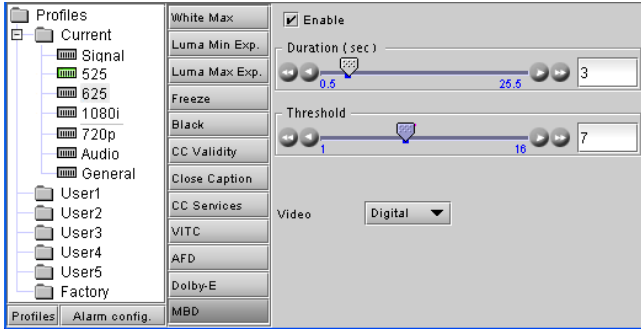 Profiles
Current
Signal
525
625
1080i
720p
Audio
General
User1
User2
User3
User4
User5
Factory
Profiles
Alarm config.
White Max
Luma Min Exp.
Luma Max Exp.
Freeze
Black
CC Validity
Close Caption
CC Services
VITC
AFD
Dolby-E
MBD
Enable
Duration ( sec )
0.5 25.5 3
Threshold
1 16 7
Video Digital